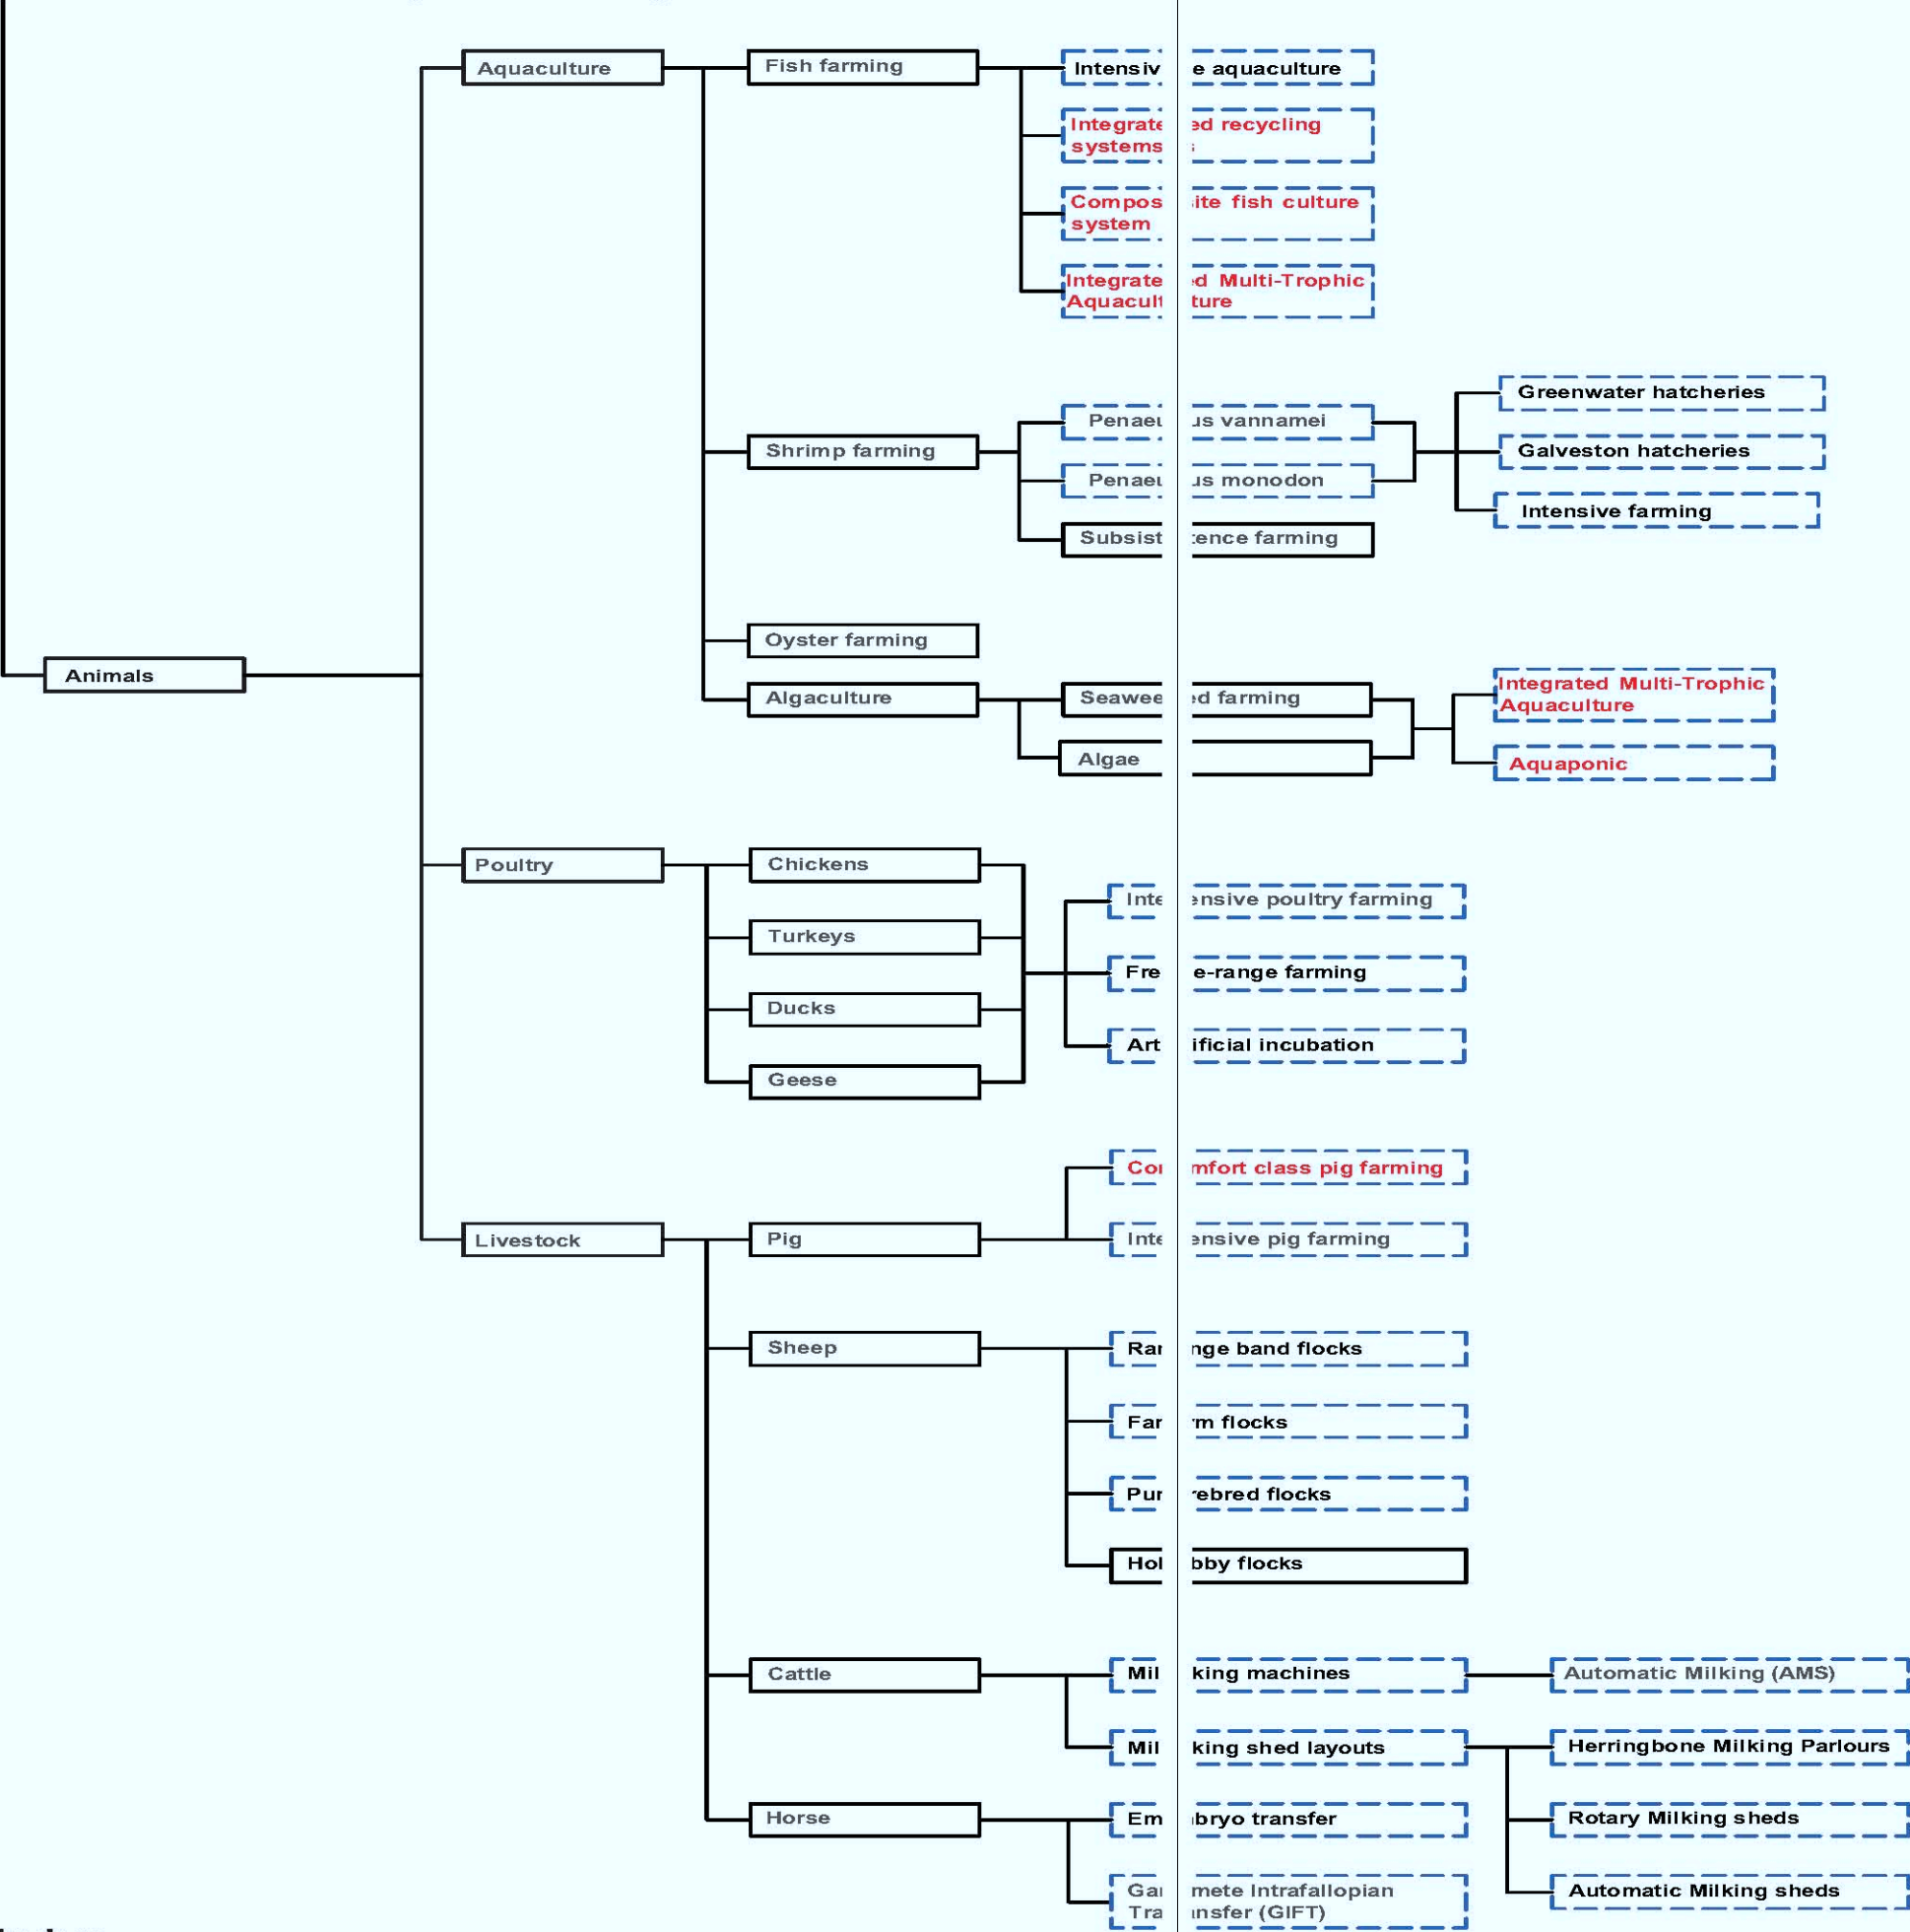 Aquaculture
Fish farming
Intensive aquaculture
Integrated recycling
systems
Composite fish culture
system
Integrated Multi-Trophic
Aquaculture
Greenwater hatcheries
Penaeus vannamei
Shrimp farming
Galveston hatcheries
Penaeus monodon
Intensive farming
Subsistence farming
Oyster farming
Animals
Integrated Multi-Trophic
Aquaculture
Algaculture
Seaweed farming
Algae
Aquaponic
Poultry
Chickens
Intensive poultry farming
Turkeys
Free-range farming
Ducks
Artificial incubation
Geese
Comfort class pig farming
Livestock
Pig
Intensive pig farming
Sheep
Range band flocks
Farm flocks
Purebred flocks
Hobby flocks
Cattle
Milking machines
Automatic Milking (AMS)
Milking shed layouts
Herringbone Milking Parlours
Horse
Embryo transfer
Rotary Milking sheds
Gamete Intrafallopian
Transfer (GIFT)
Automatic Milking sheds